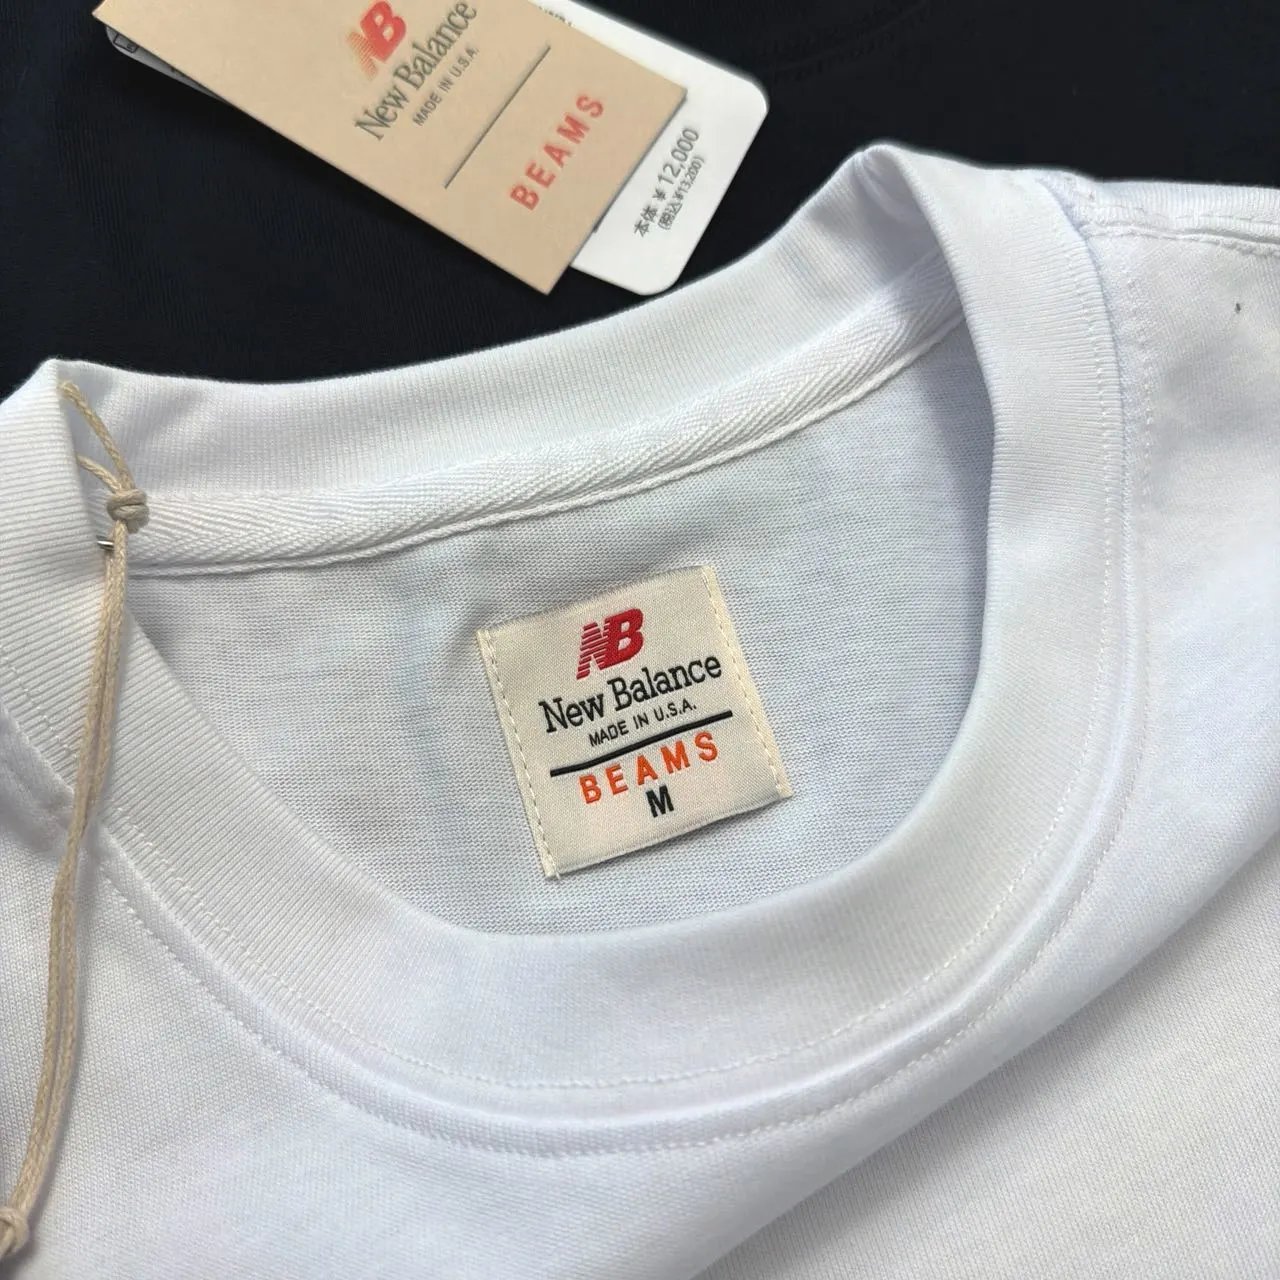 NB
New Balance
MADE IN U.S.A.
BEAMS
本体 ¥ 12,000
(税込 ¥13,200)
NB
New Balance
MADE IN U.S.A.
BEAMS
M